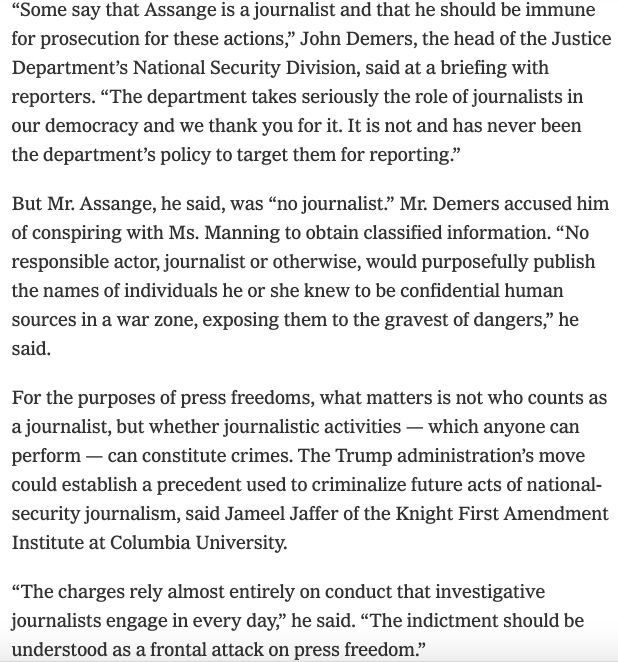 “Some say that Assange is a journalist and that he should be immune
for prosecution for these actions,” John Demers, the head of the Justice
Department’s National Security Division, said at a briefing with
reporters. “The department takes seriously the role of journalists in
our democracy and we thank you for it. It is not and has never been
the department’s policy to target them for reporting.”
But Mr. Assange, he said, was “no journalist.” Mr. Demers accused him
of conspiring with Ms. Manning to obtain classified information. “No
responsible actor, journalist or otherwise, would purposefully publish
the names of individuals he or she knew to be confidential human
sources in a war zone, exposing them to the gravest of dangers,” he
said.
For the purposes of press freedoms, what matters is not who counts as
a journalist, but whether journalistic activities — which anyone can
perform — can constitute crimes. The Trump administration’s move
could establish a precedent used to criminalize future acts of national-
security journalism, said Jameel Jaffer of the Knight First Amendment
Institute at Columbia University.
“The charges rely almost entirely on conduct that investigative
journalists engage in every day,” he said. “The indictment should be
understood as a frontal attack on press freedom.”